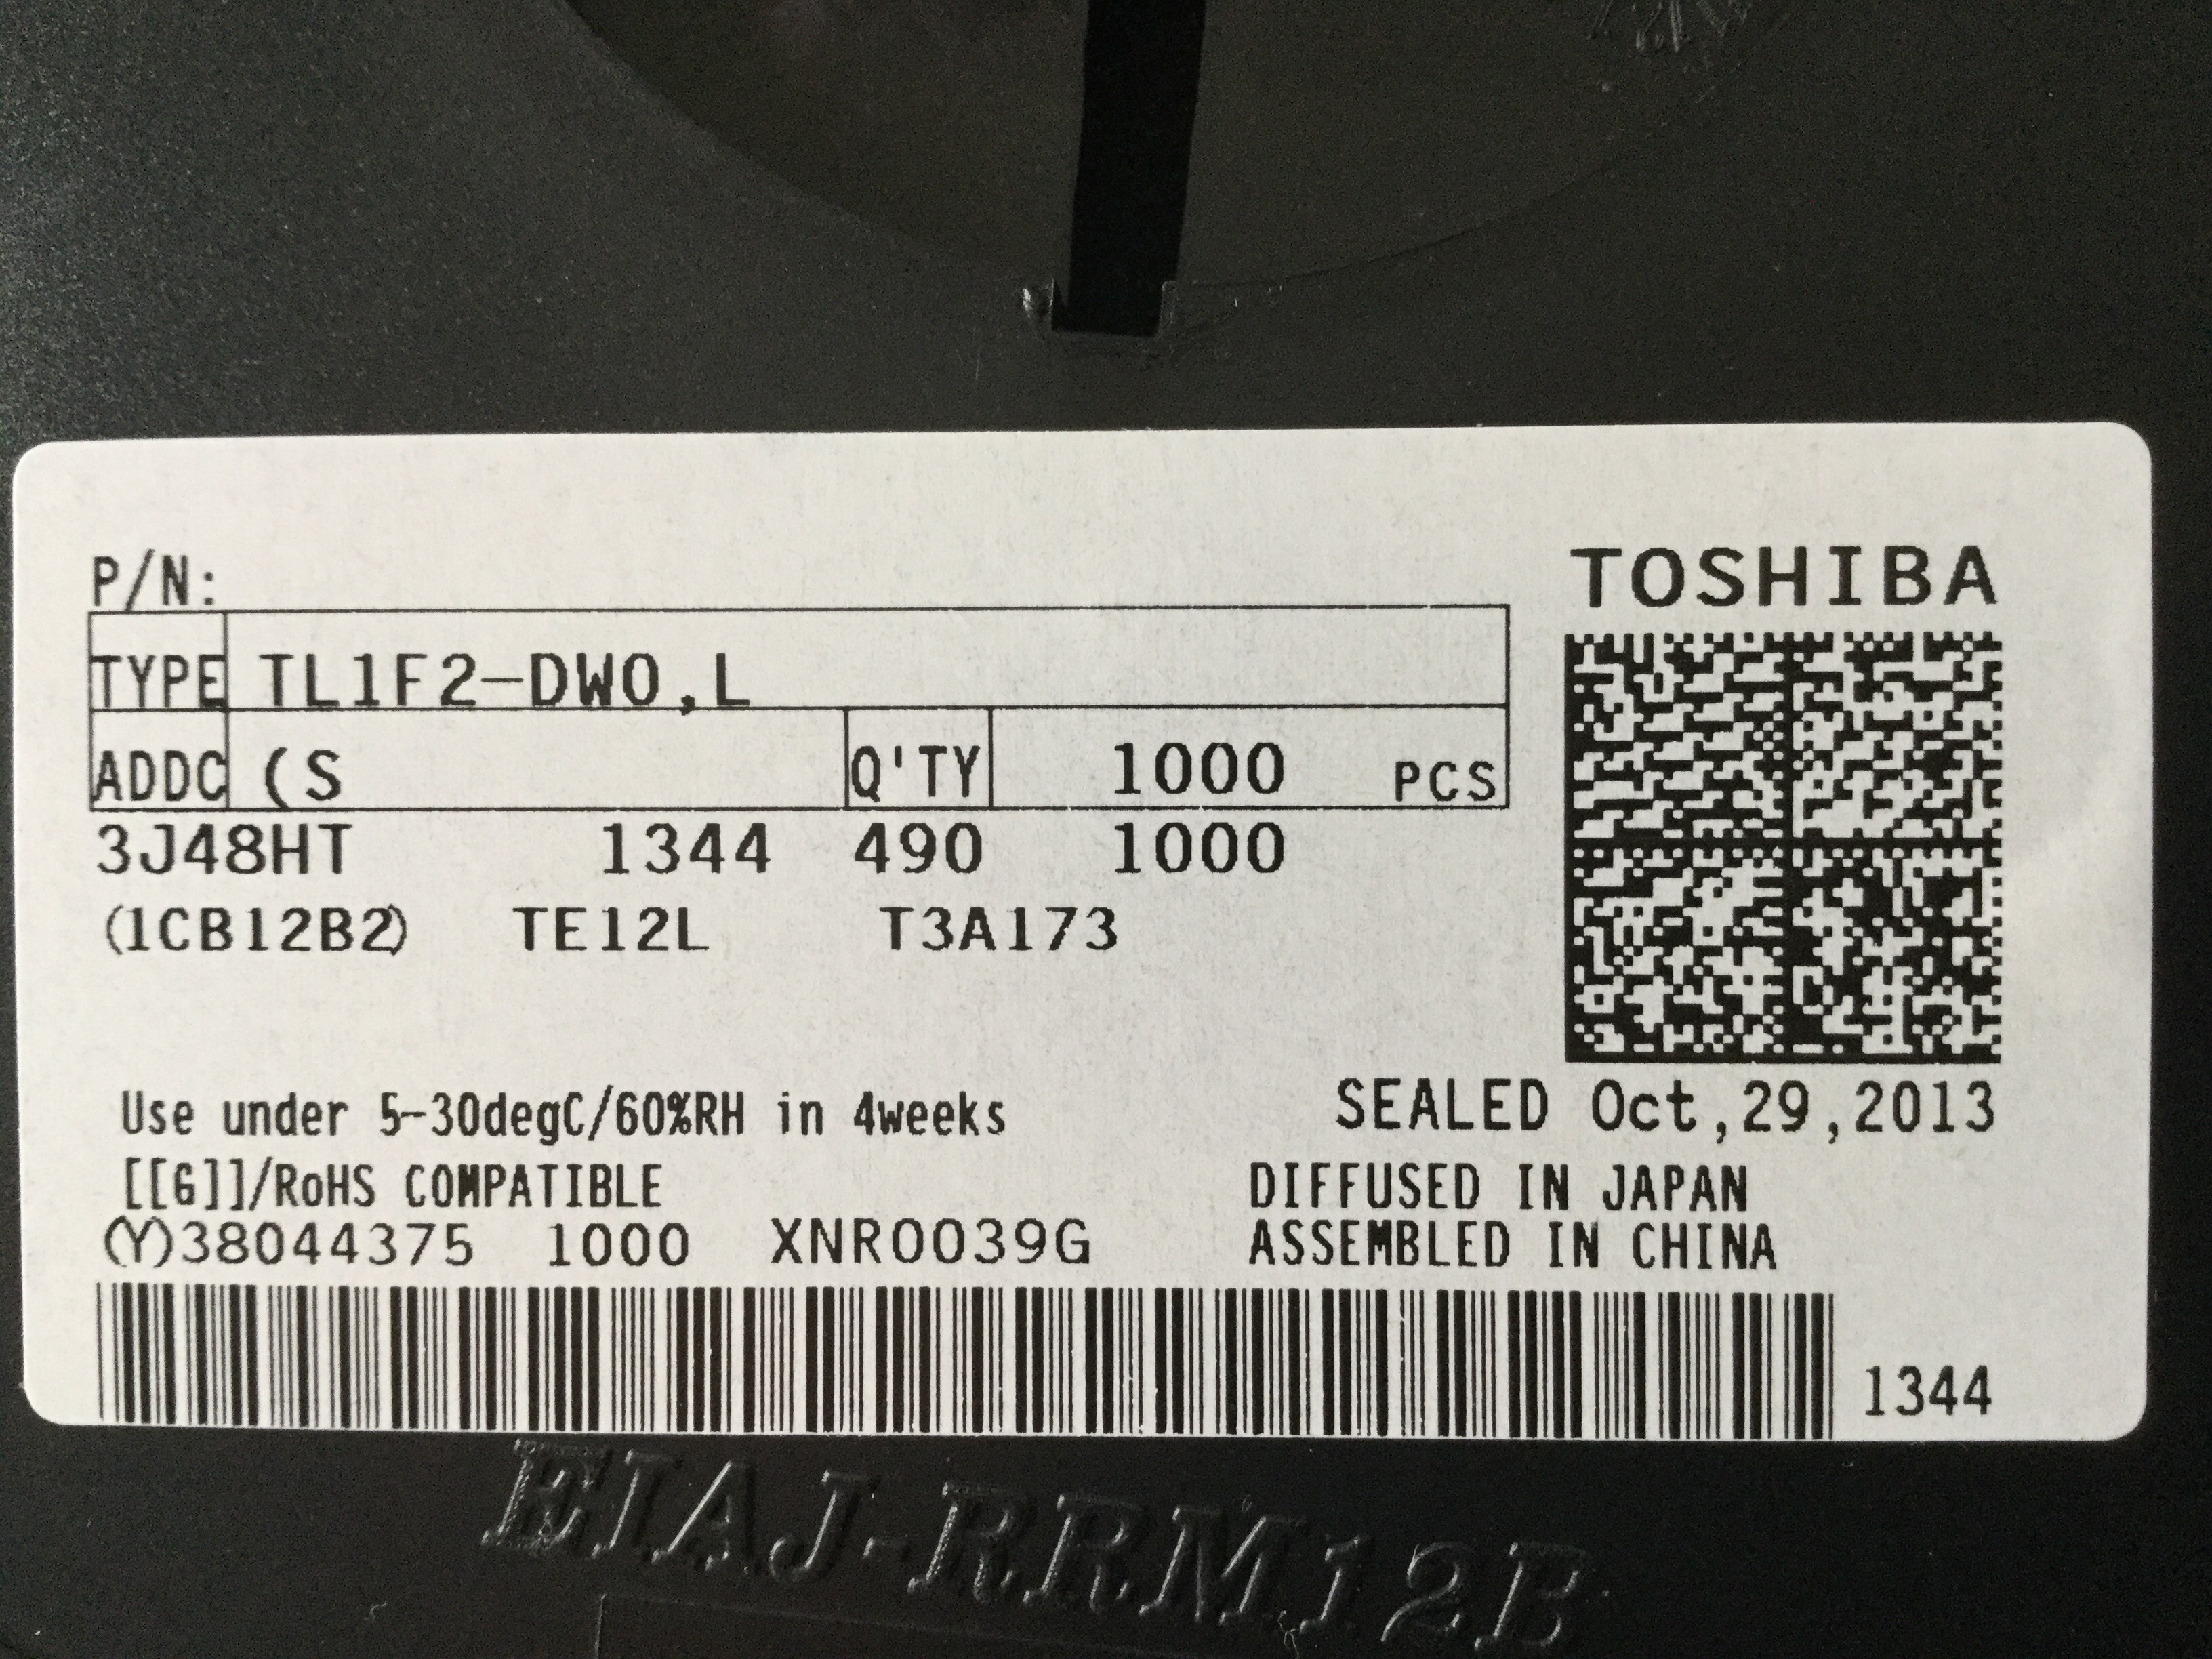 P/N:
TOSHIBA
TYPE TL1F2-DW0,L
ADDC (S Q'TY 1000 PCS
3J48HT 1344 490 1000
(1CB12B2) TE12L T3A173
Use under 5-30degC/60%RH in 4weeks
SEALED Oct,29,2013
[[G]]/RoHS COMPATIBLE
DIFFUSED IN JAPAN
(Y)38044375 1000 XNR0039G
ASSEMBLED IN CHINA
1344
EIAJ-RRM12B